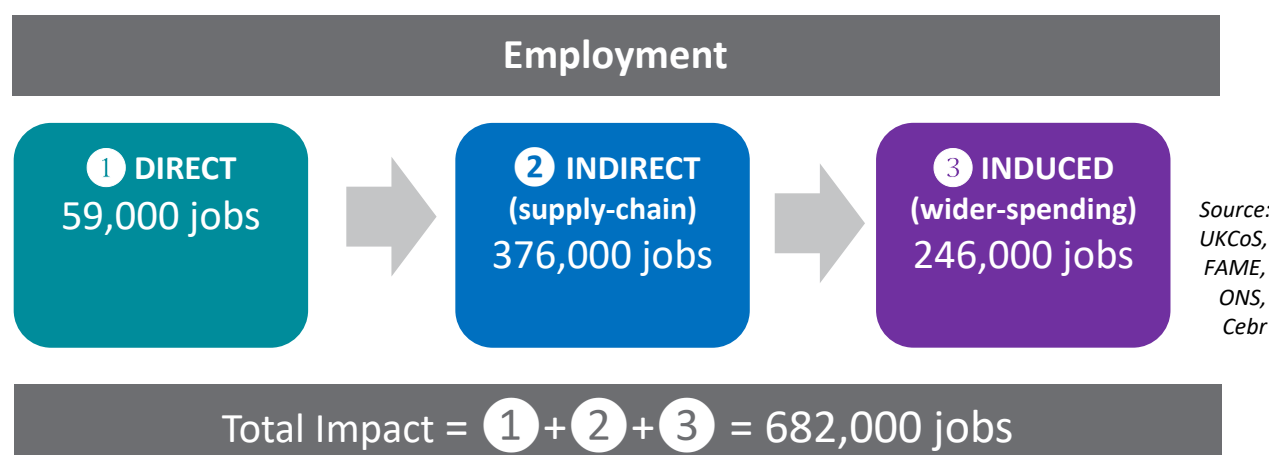 Employment
1 DIRECT
59,000 jobs
2 INDIRECT
(supply-chain)
376,000 jobs
3 INDUCED
(wider-spending)
246,000 jobs
Source:
UKCoS,
FAME,
ONS,
Cebr
Total Impact = 1+2+3 = 682,000 jobs